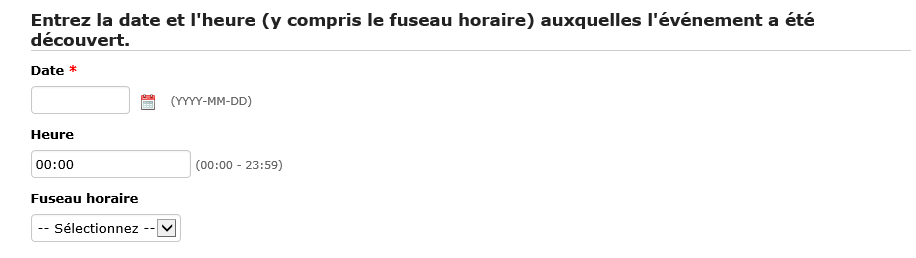 Entrez la date et l'heure (y compris le fuseau horaire) auxquelles l'événement a été
découvert.
Date *
(YYYY-MM-DD)
Heure
00:00 (00:00 - 23:59)
Fuseau horaire
-- Sélectionnez --